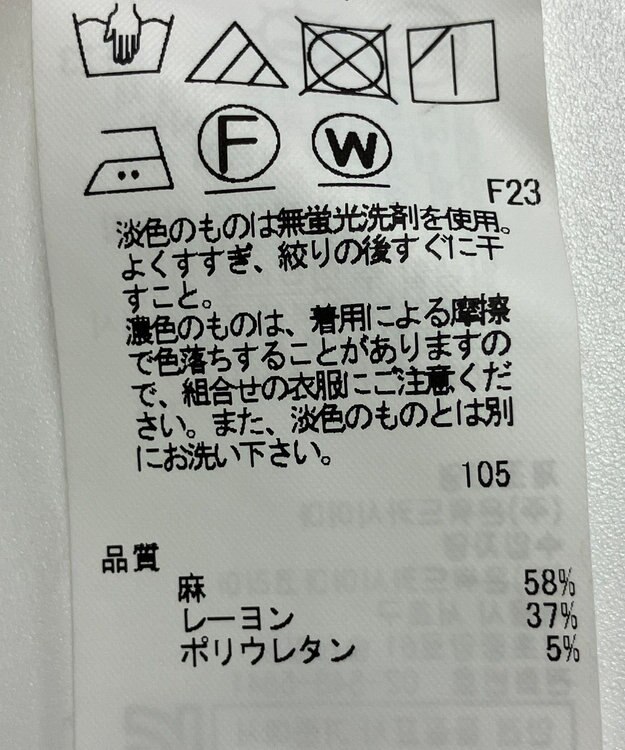 F
W
F23
淡色のものは無蛍光洗剤を使用。
よくすすぎ、絞りの後すぐに干
すこと。
濃色のものは、着用による摩擦
で色落ちすることがありますの
で、組合せの衣服にご注意くだ
さい。また、淡色のものとは別
にお洗い下さい。
105
品質
麻 58%
レーヨン 37%
ポリウレタン 5%